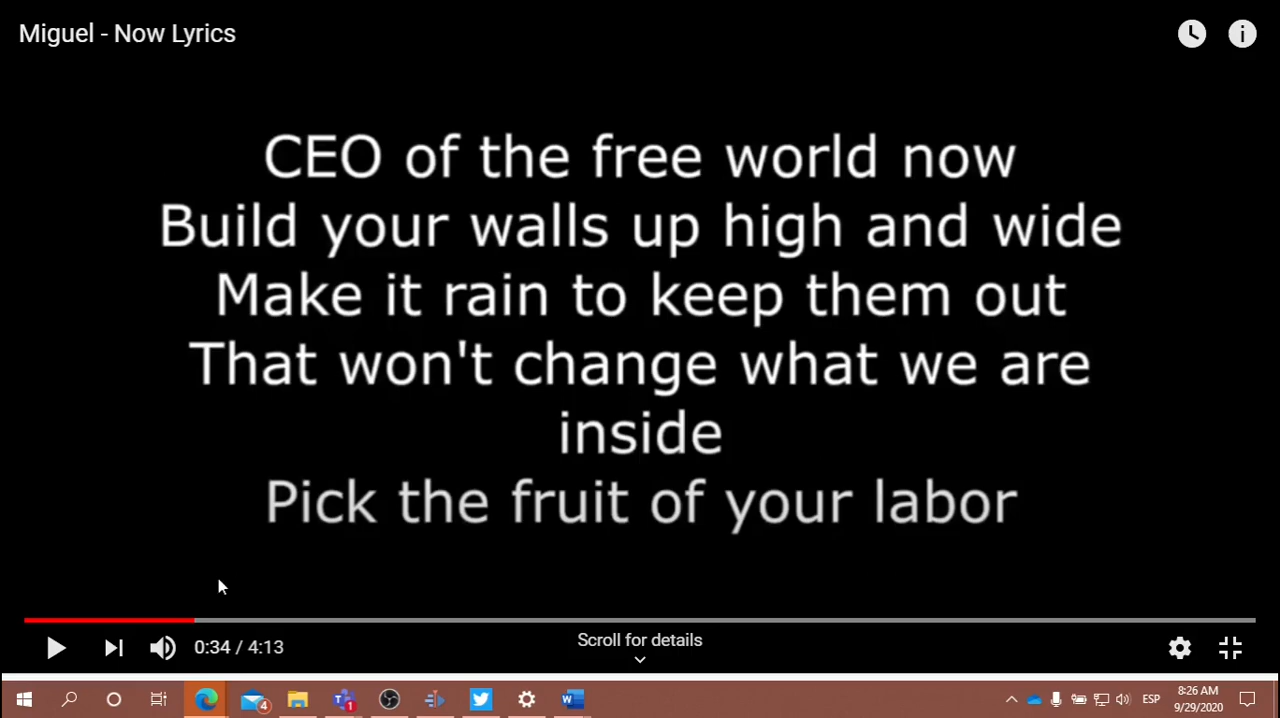 Miguel - Now Lyrics
CEO of the free world now
Build your walls up high and wide
Make it rain to keep them out
That won't change what we are
inside
Pick the fruit of your labor
0:34 / 4:13
Scroll for details
4
1
ESP
8:26 AM
9/29/2020